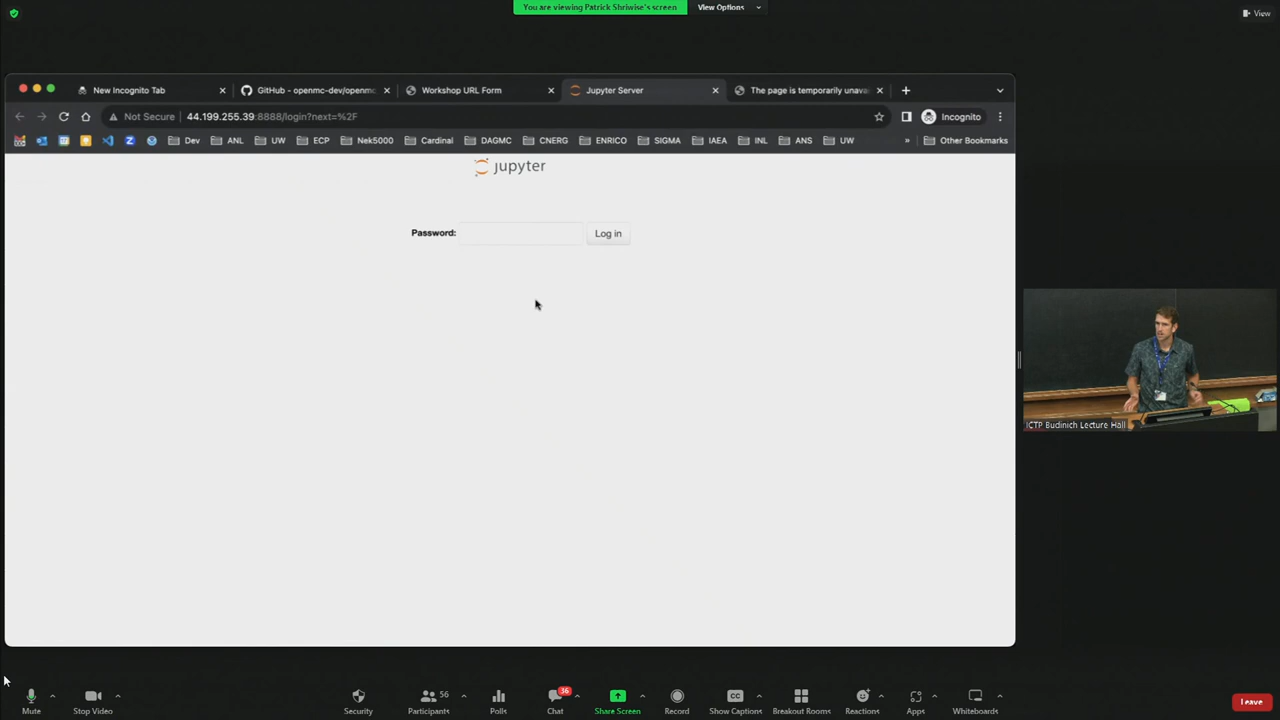 You are viewing Patrick Shriwise's screen
View Options
View
New Incognito Tab
GitHub - openmc-dev/openmc
Workshop URL Form
Jupyter Server
The page is temporarily unava
Not Secure
44.199.255.39:8888/login?next=%2F
Incognito
Dev
ANL
UW
ECP
Nek5000
Cardinal
DAGMC
CNERG
ENRICO
SIGMA
IAEA
INL
ANS
UW
»
Other Bookmarks
jupyter
Password:
Log in
ICTP Budinich Lecture Hall
Mute
Stop Video
Security
56
Participants
Polls
36
Chat
Share Screen
Record
Show Captions
Breakout Rooms
Reactions
Apps
Whiteboards
Leave